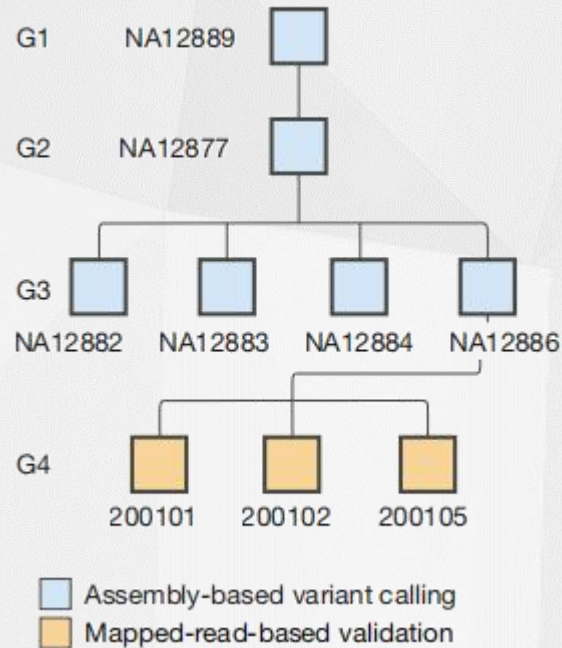 G1 NA12889
G2 NA12877
G3
NA12882 NA12883 NA12884 NA12886
G4
200101 200102 200105
Assembly-based variant calling
Mapped-read-based validation